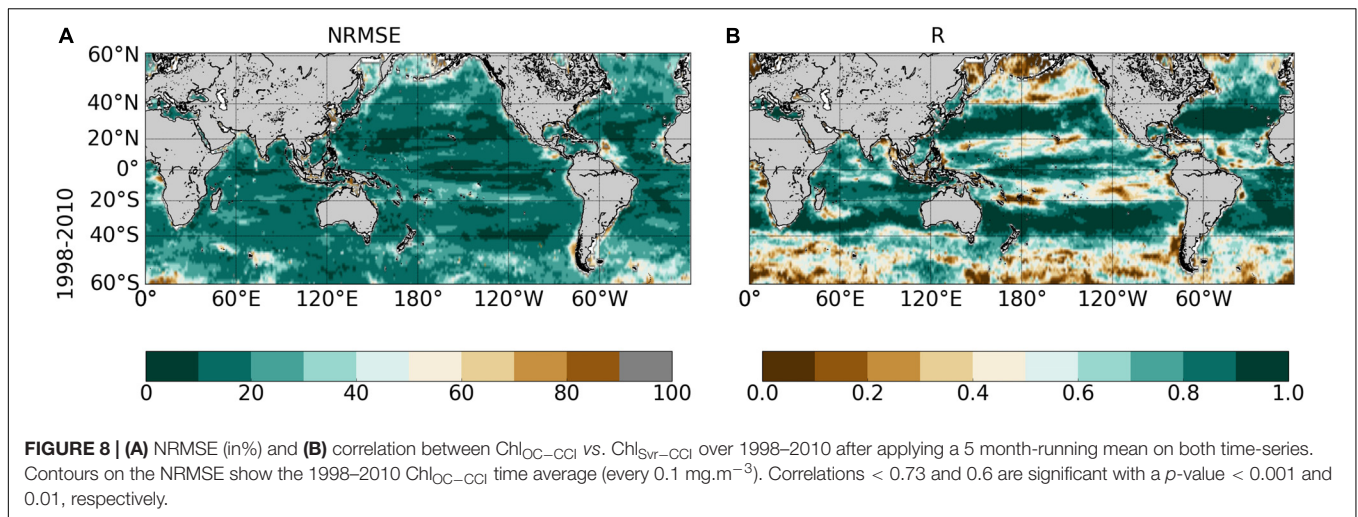 A NRMSE
B R
60°N
40°N
20°N
0°
20°S
40°S
60°S
1998-2010
0° 60°E 120°E 180° 120°W 60°W
0° 60°E 120°E 180° 120°W 60°W
0 20 40 60 80 100
0.0 0.2 0.4 0.6 0.8 1.0
FIGURE 8 | (A) NRMSE (in%) and (B) correlation between ChlOC−CCI vs. ChlSvr−CCI over 1998–2010 after applying a 5 month-running mean on both time-series.
Contours on the NRMSE show the 1998–2010 ChlOC−CCI time average (every 0.1 mg.m−3). Correlations < 0.73 and 0.6 are significant with a p-value < 0.001 and
0.01, respectively.